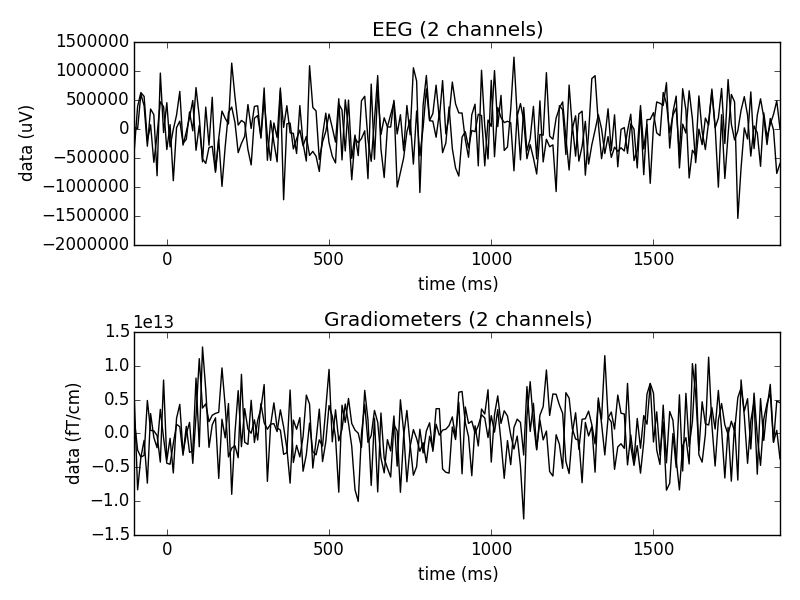 EEG (2 channels)
1500000
1000000
500000
0
−500000
−1000000
−1500000
−2000000
data (uV)
0 500 1000 1500
time (ms)
Gradiometers (2 channels)
1e13
1.5
1.0
0.5
0.0
−0.5
−1.0
−1.5
data (fT/cm)
0 500 1000 1500
time (ms)